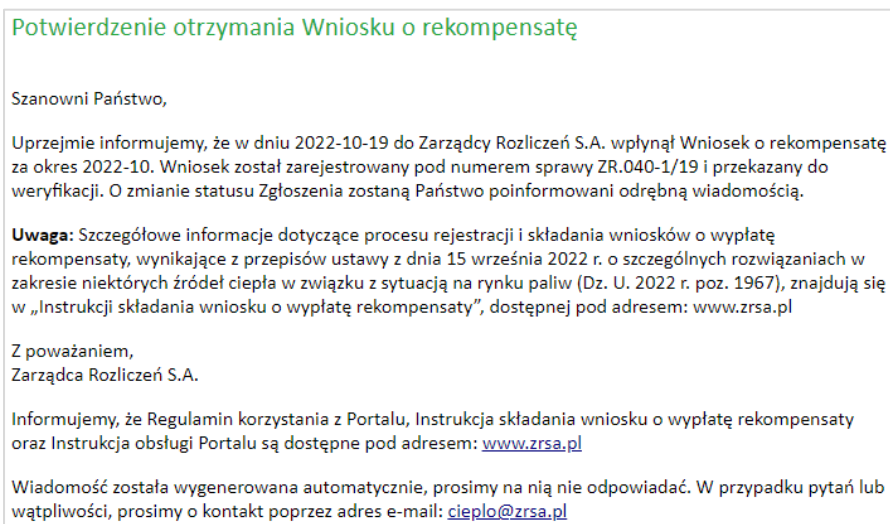 Potwierdzenie otrzymania Wniosku o rekompensatę
Szanowni Państwo,
Uprzejmie informujemy, że w dniu 2022-10-19 do Zarządcy Rozliczeń S.A. wpłynął Wniosek o rekompensatę
za okres 2022-10. Wniosek został zarejestrowany pod numerem sprawy ZR.040-1/19 i przekazany do
weryfikacji. O zmianie statusu Zgłoszenia zostaną Państwo poinformowani odrębną wiadomością.
Uwaga: Szczegółowe informacje dotyczące procesu rejestracji i składania wniosków o wypłatę
rekompensaty, wynikające z przepisów ustawy z dnia 15 września 2022 r. o szczególnych rozwiązaniach w
zakresie niektórych źródeł ciepła w związku z sytuacją na rynku paliw (Dz. U. 2022 r. poz. 1967), znajdują się
w „Instrukcji składania wniosku o wypłatę rekompensaty”, dostępnej pod adresem: www.zrsa.pl
Z poważaniem,
Zarządca Rozliczeń S.A.
Informujemy, że Regulamin korzystania z Portalu, Instrukcja składania wniosku o wypłatę rekompensaty
oraz Instrukcja obsługi Portalu są dostępne pod adresem: www.zrsa.pl
Wiadomość została wygenerowana automatycznie, prosimy na nią nie odpowiadać. W przypadku pytań lub
wątpliwości, prosimy o kontakt poprzez adres e-mail: cieplo@zrsa.pl